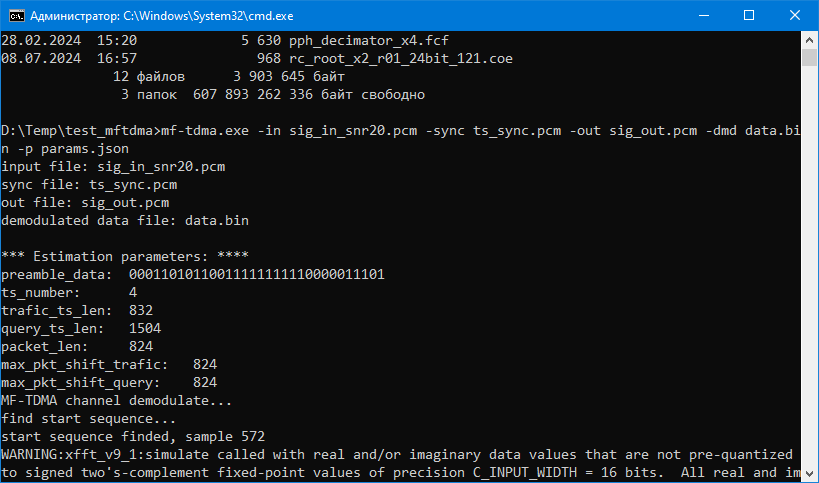 Администратор: C:\Windows\System32\cmd.exe
28.02.2024  15:20             5 630 pph_decimator_x4.fcf
08.07.2024  16:57               968 rc_root_x2_r01_24bit_121.coe
              12 файлов      3 903 645 байт
               3 папок  607 893 262 336 байт свободно
D:\Temp\test_mftdma>mf-tdma.exe -in sig_in_snr20.pcm -sync ts_sync.pcm -out sig_out.pcm -dmd data.bi
n -p params.json
input file: sig_in_snr20.pcm
sync file: ts_sync.pcm
out file: sig_out.pcm
demodulated data file: data.bin
*** Estimation parameters: ****
preamble_data:  00011010110011111111110000011101
ts_number:      4
trafic_ts_len:  832
query_ts_len:   1504
packet_len:     824
max_pkt_shift_trafic:   824
max_pkt_shift_query:    824
MF-TDMA channel demodulate...
find start sequence...
start sequence finded, sample 572
WARNING:xfft_v9_1:simulate called with real and/or imaginary data values that are not pre-quantized
to signed two's-complement fixed-point values of precision C_INPUT_WIDTH = 16 bits.  All real and im